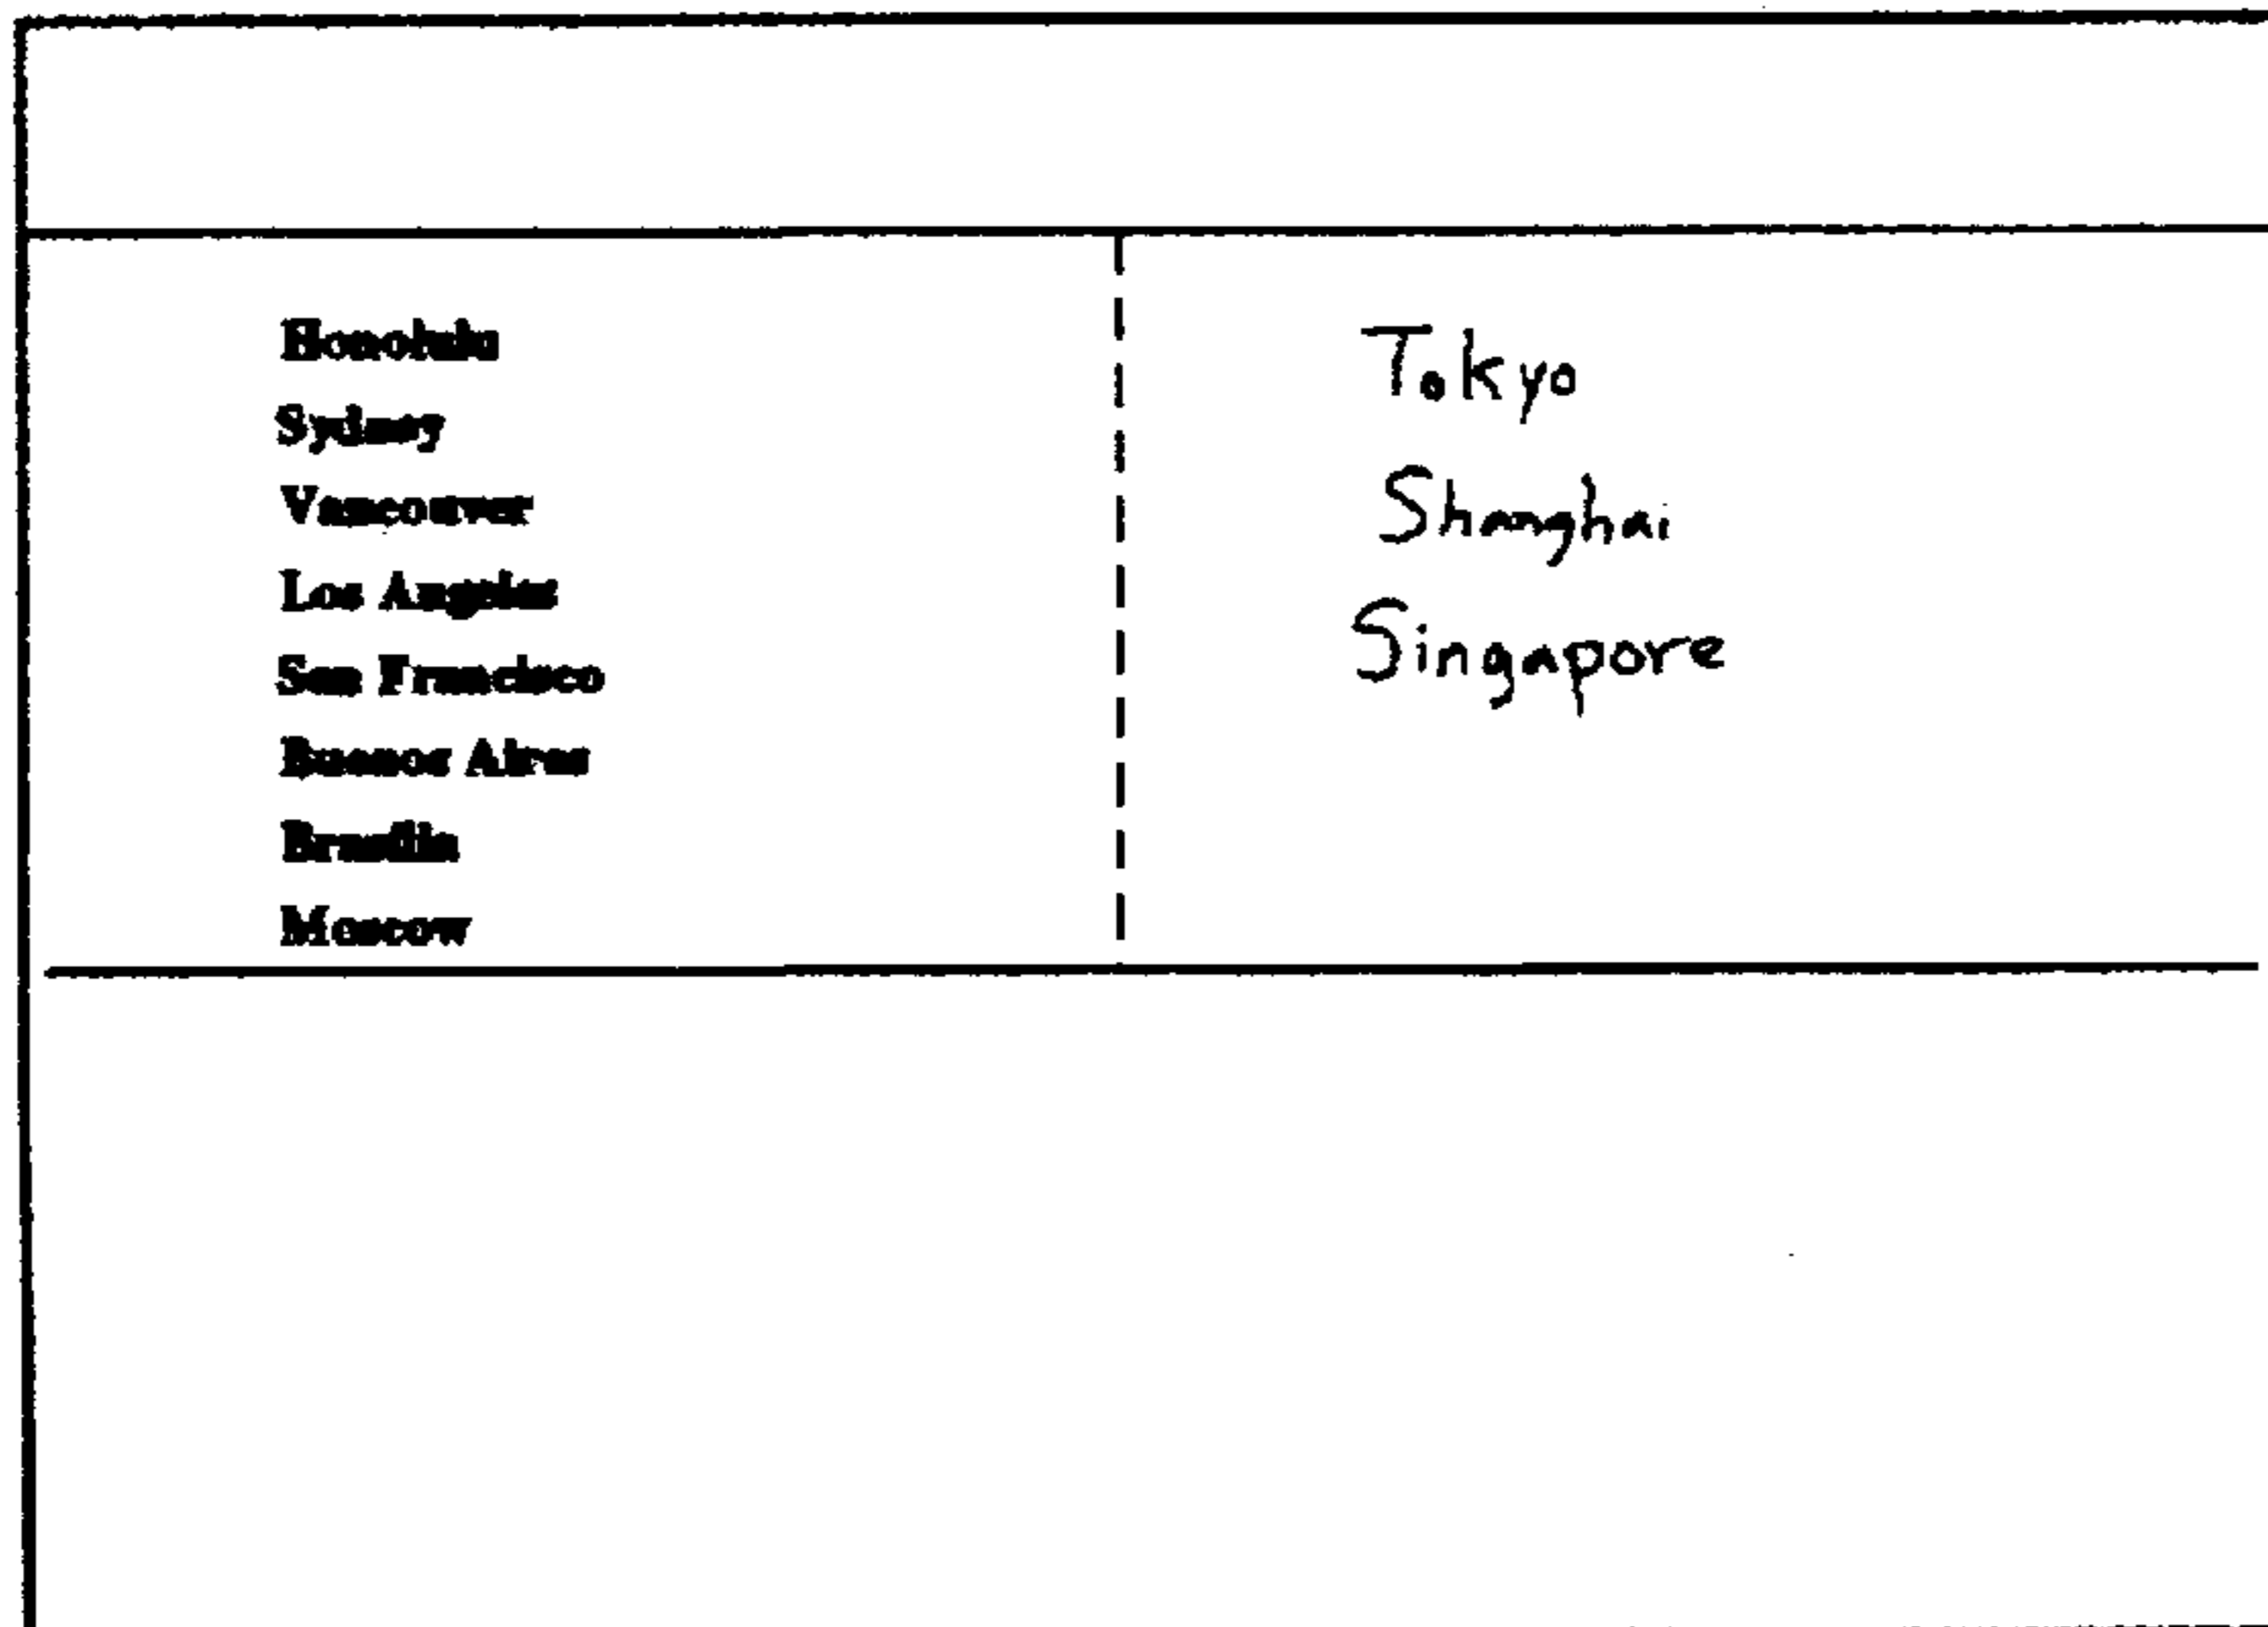 Honolulu
Sydney
Vancouver
Los Angeles
San Francisco
Buenos Aires
Brasilia
Moscow
Tokyo
Shanghai
Singapore